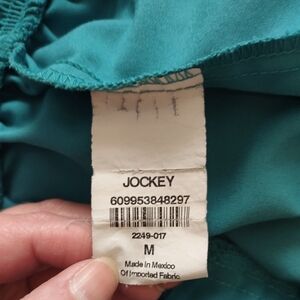 JOCKEY
609953848297
2249-017
M
Made in Mexico
Of Imported Fabric